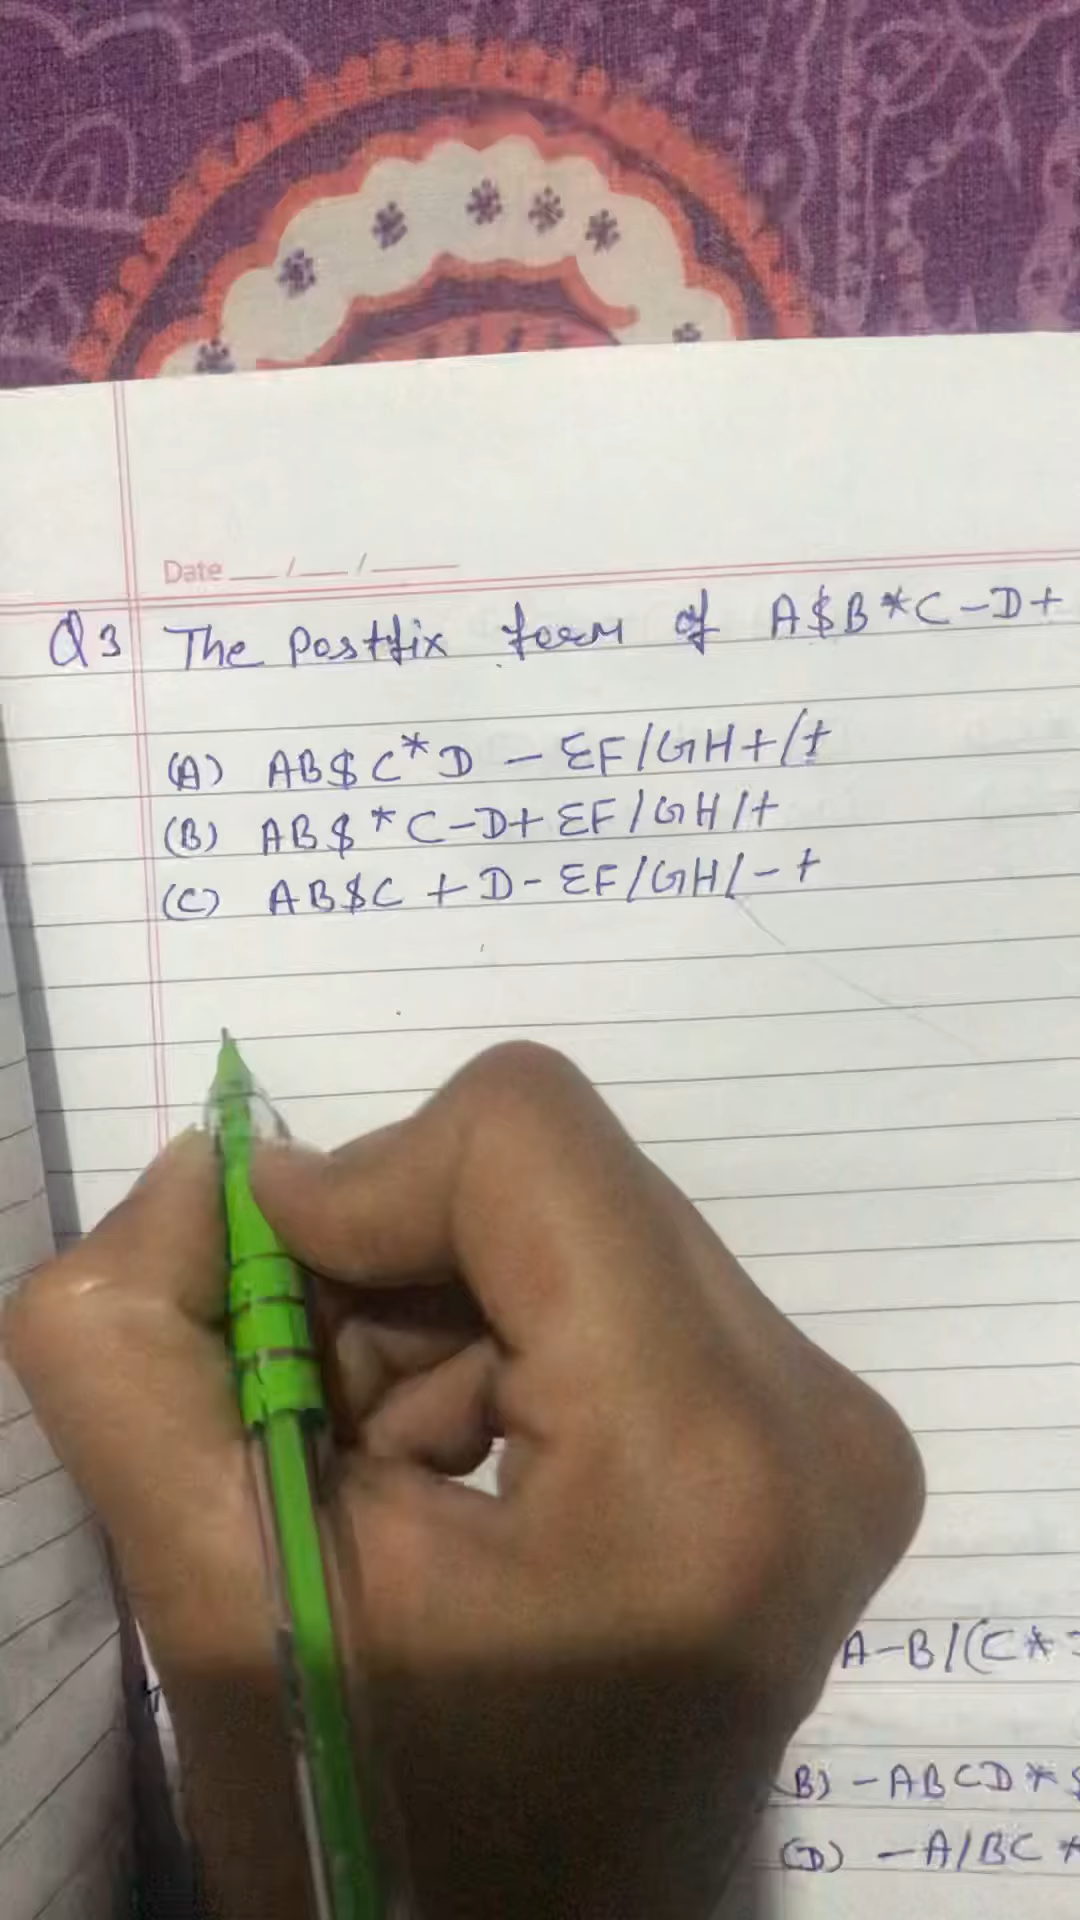 Date __/__/____
Q3 The Postfix form of A$B*C-D+
(A) AB$C*D - EF/GH+/+
(B) AB$*C-D+EF/GH/+
(C) AB$C+D-EF/GH/-+
A-B/(C*
B) -ABCD*$
(D) -A/BC*